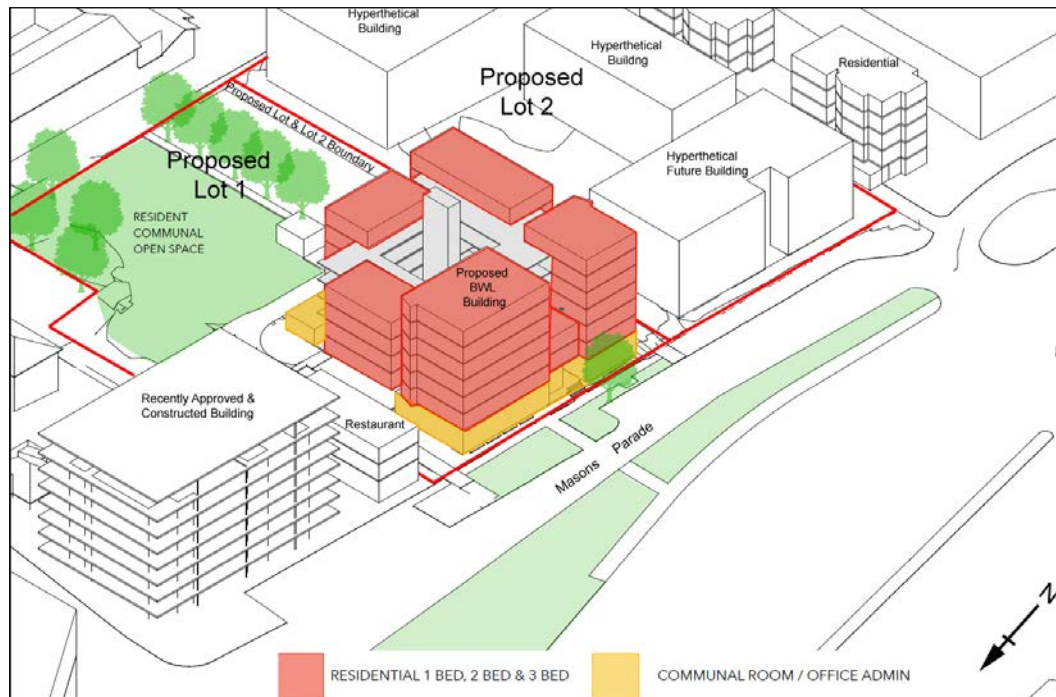 Hyperthetical
Building
Hyperthetical
Buildng
Residential
Proposed
Lot 2
Proposed Lot & Lot 2 Boundary
Hyperthetical
Future Building
Proposed
Lot 1
RESIDENT
COMMUNAL
OPEN SPACE
Proposed
BWL
Building
Recently Approved &
Constructed Building
Restaurant
Masons Parade
N
RESIDENTIAL 1 BED, 2 BED & 3 BED
COMMUNAL ROOM / OFFICE ADMIN